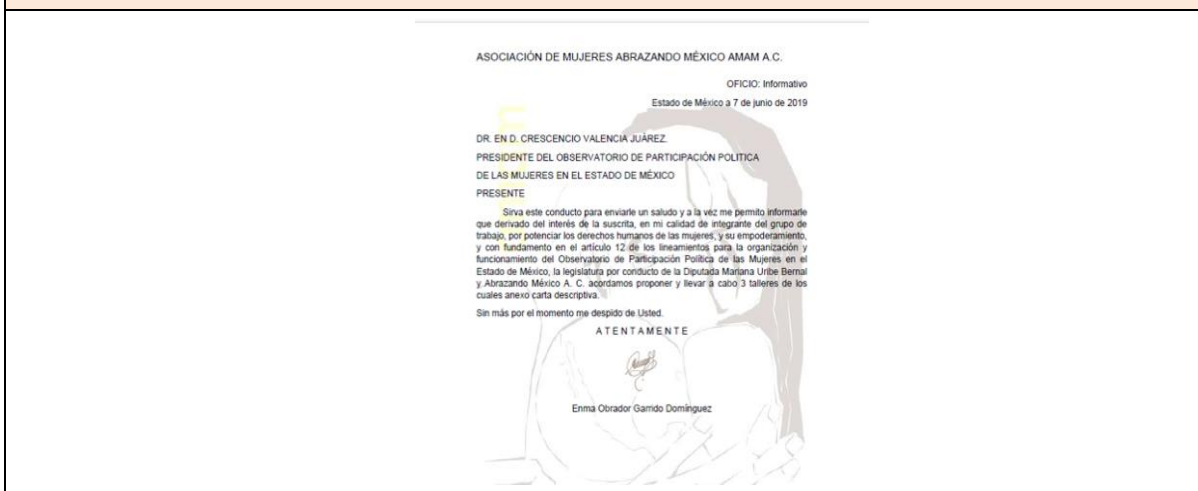 ASOCIACIÓN DE MUJERES ABRAZANDO MÉXICO AMAM A.C.
OFICIO: Informativo
Estado de México a 7 de junio de 2019
DR. EN D. CRESCENCIO VALENCIA JUÁREZ.
PRESIDENTE DEL OBSERVATORIO DE PARTICIPACIÓN POLITICA
DE LAS MUJERES EN EL ESTADO DE MÉXICO
PRESENTE
Sirva este conducto para enviarle un saludo y a la vez me permito informarle
que derivado del interés de la suscrita, en mi calidad de integrante del grupo de
trabajo, por potenciar los derechos humanos de las mujeres, y su empoderamiento,
y con fundamento en el artículo 12 de los lineamientos para la organización y
funcionamiento del Observatorio de Participación Política de las Mujeres en el
Estado de México, la legislatura por conducto de la Diputada Mariana Uribe Bernal
y Abrazando México A. C. acordamos proponer y llevar a cabo 3 talleres de los
cuales anexo carta descriptiva.
Sin más por el momento me despido de Usted.
A T E N T A M E N T E
Enma Obrador Garrido Domínguez